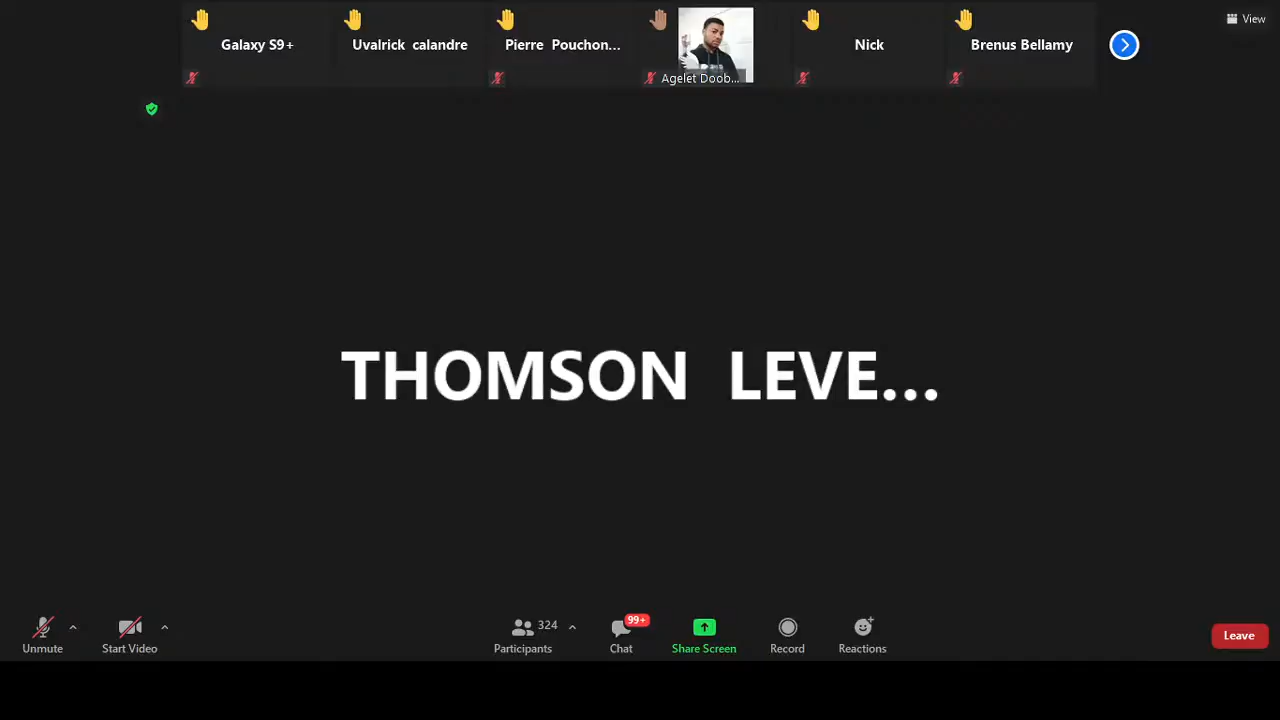 View
Galaxy S9+
Uvalrick calandre
Pierre Pouchon...
Agelet Doob...
Nick
Brenus Bellamy
THOMSON LEVE...
Unmute
Start Video
324
Participants
99+
Chat
Share Screen
Record
Reactions
Leave